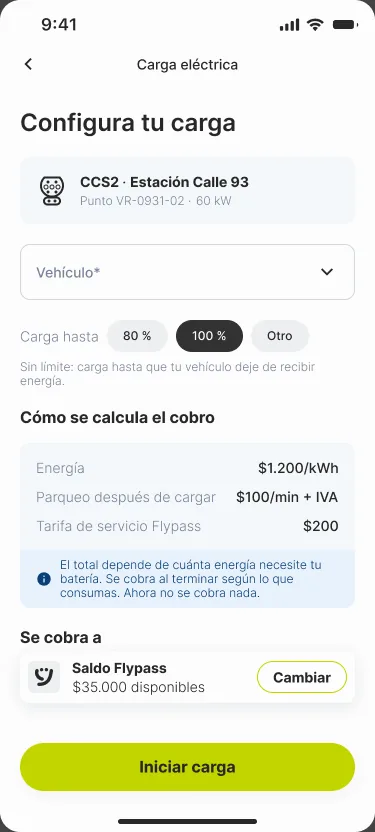 9:41
Carga eléctrica
Configura tu carga
CCS2 · Estación Calle 93
Punto VR-0931-02 · 60 kW
Vehículo*
Carga hasta 80 % 100 % Otro
Sin límite: carga hasta que tu vehículo deje de recibir
energía.
Cómo se calcula el cobro
Energía $1.200/kWh
Parqueo después de cargar $100/min + IVA
Tarifa de servicio Flypass $200
El total depende de cuánta energía necesite tu
batería. Se cobra al terminar según lo que
consumas. Ahora no se cobra nada.
Se cobra a
Saldo Flypass
$35.000 disponibles
Cambiar
Iniciar carga